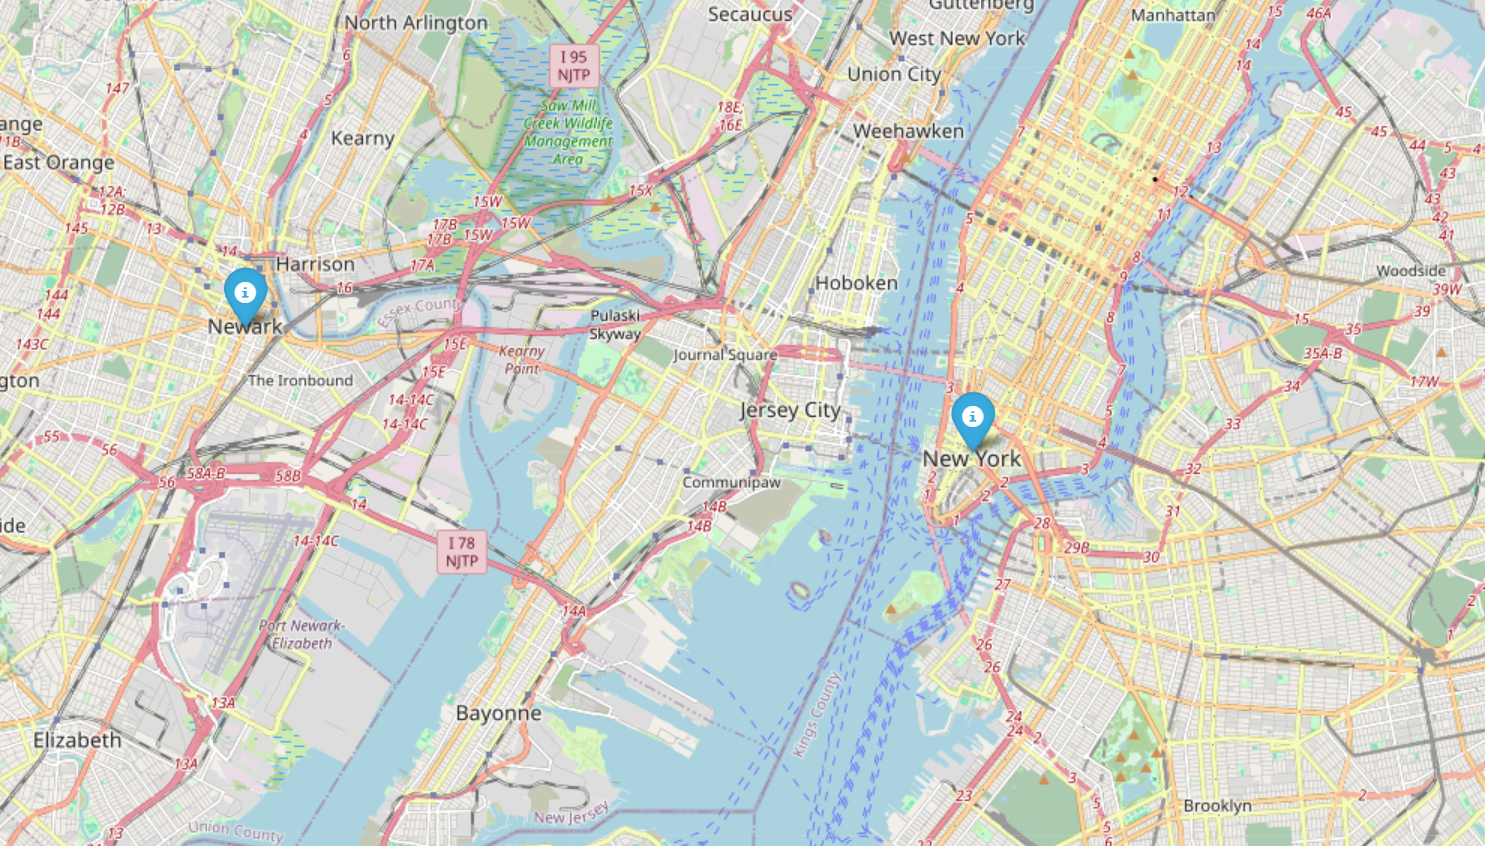 Guttenberg
Manhattan
15
46A
Secaucus
North Arlington
West New York
14
6
I 95
NJTP
Union City
14
147
5
Saw Mill
Creek Wildlife
Management
Area
18E;
16E
45
ange
4
Kearny
Weehawken
7
45
11B
13
44
5
4
East Orange
43
12A;
12B
15X
12
15W
43
145
13
17B
15W
5
11
42
17B
15W
41
14
Harrison
17A
8
Woodside
16
Hoboken
9
144
4
39W
144
Essex County
Newark
Pulaski
Skyway
8
15
39
35
143C
15E
Kearny
Point
Journal Square
35A-B
15E
7
The Ironbound
gton
3
34
17W
14-14C
Jersey City
5
14-14C
33
55
56
4
New York
58A-B
58B
3
32
56
Communipaw
2
2
14
1
2
14B
31
ide
14B
1
28
14-14C
I 78
NJTP
29B
30
27
2
14A
Port Newark-
Elizabeth
1
26
26
13A
Bayonne
Kings County
24
Elizabeth
24
2
13A
3
23
2
5
Brooklyn
New Jersey
13
Union County
5
22
6